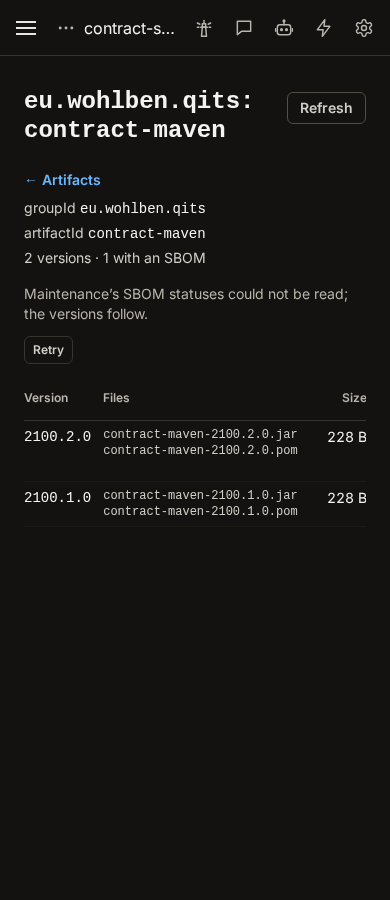 contract-s...
eu.wohlben.qits:
contract-maven
Refresh
← Artifacts
groupId eu.wohlben.qits
artifactId contract-maven
2 versions · 1 with an SBOM
Maintenance's SBOM statuses could not be read;
the versions follow.
Retry
Version Files Size
2100.2.0 contract-maven-2100.2.0.jar 228 B
contract-maven-2100.2.0.pom
2100.1.0 contract-maven-2100.1.0.jar 228 B
contract-maven-2100.1.0.pom